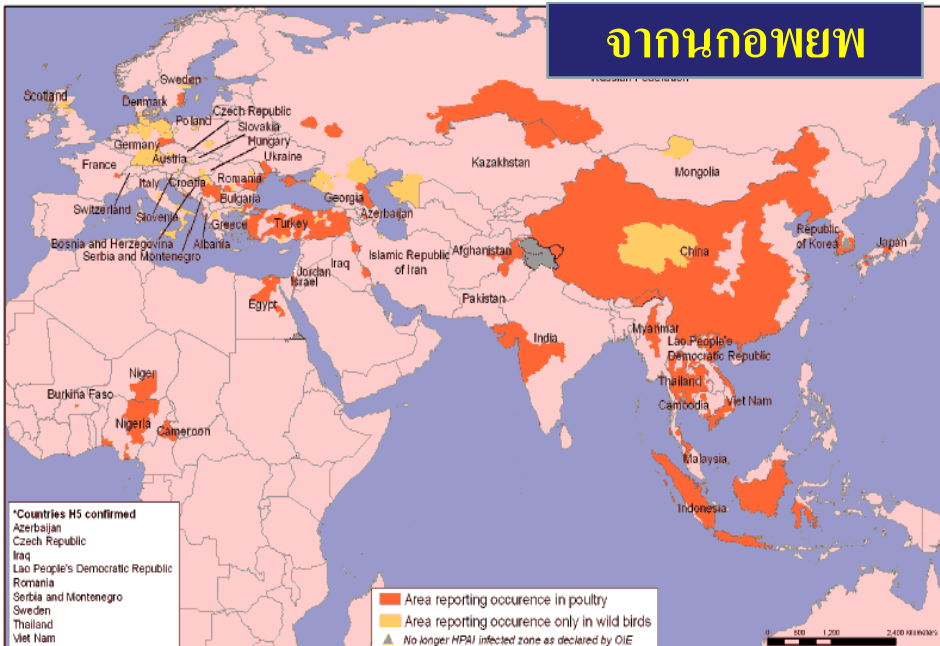 จากนกอพยพ
Scotland
Sweden
Denmark
Poland
Czech Republic
Slovakia
Hungary
Ukraine
Germany
Austria
France
Italy
Croatia
Romania
Bulgaria
Switzerland
Slovenia
Bosnia and Herzegovina
Serbia and Montenegro
Albania
Greece
Turkey
Georgia
Azerbaijan
Kazakhstan
Mongolia
China
Republic
of Korea
Japan
Jordan
Israel
Iraq
Islamic Republic
of Iran
Afghanistan
Pakistan
Egypt
India
Myanmar
Lao People's
Democratic Republic
Thailand
Cambodia
Viet Nam
Malaysia
Indonesia
Niger
Burkina Faso
Nigeria
Cameroon
*Countries H5 confirmed
Azerbaijan
Czech Republic
Iraq
Lao People's Democratic Republic
Romania
Serbia and Montenegro
Sweden
Thailand
Viet Nam
Area reporting occurence in poultry
Area reporting occurence only in wild birds
No longer HPAI infected zone as declared by OIE
0 600 1,200 2,400 Kilometers